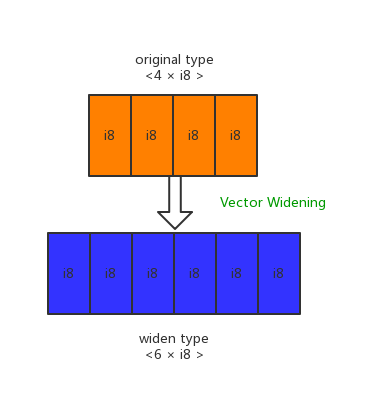 original type
<4 × i8 >
i8 i8 i8 i8
Vector Widening
i8 i8 i8 i8 i8 i8
widen type
<6 × i8 >